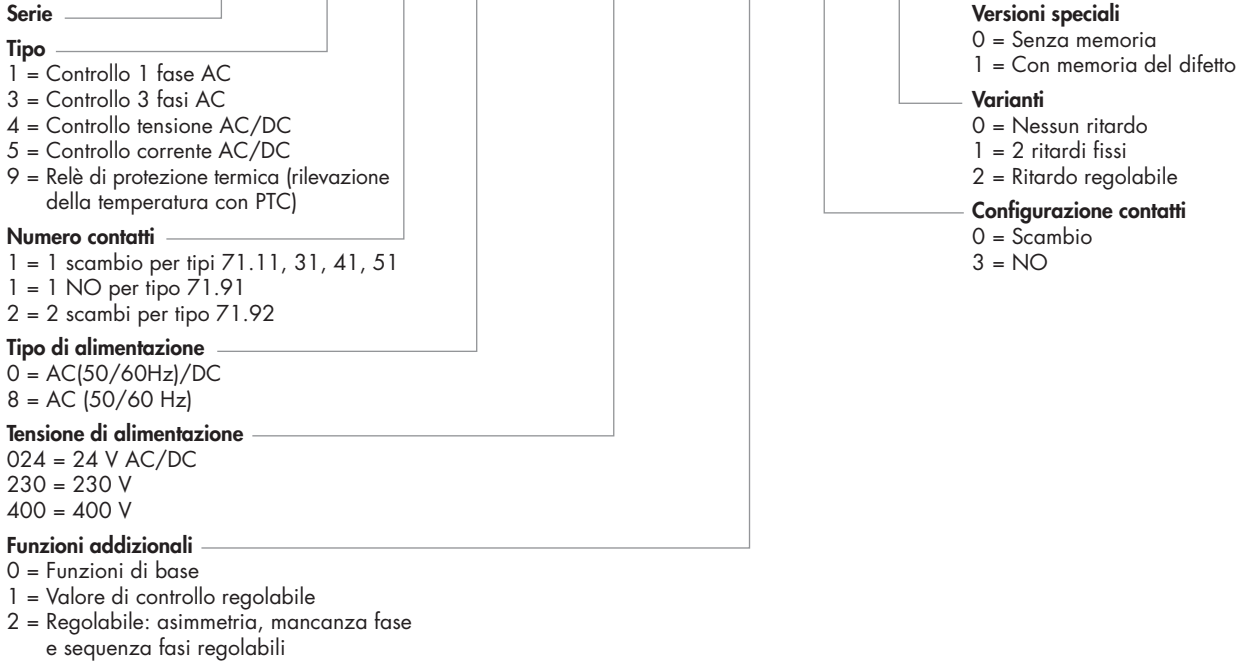 Serie
Tipo
1 = Controllo 1 fase AC
3 = Controllo 3 fasi AC
4 = Controllo tensione AC/DC
5 = Controllo corrente AC/DC
9 = Relè di protezione termica (rilevazione
della temperatura con PTC)
Numero contatti
1 = 1 scambio per tipi 71.11, 31, 41, 51
1 = 1 NO per tipo 71.91
2 = 2 scambi per tipo 71.92
Tipo di alimentazione
0 = AC(50/60Hz)/DC
8 = AC (50/60 Hz)
Tensione di alimentazione
024 = 24 V AC/DC
230 = 230 V
400 = 400 V
Funzioni addizionali
0 = Funzioni di base
1 = Valore di controllo regolabile
2 = Regolabile: asimmetria, mancanza fase
e sequenza fasi regolabili
Versioni speciali
0 = Senza memoria
1 = Con memoria del difetto
Varianti
0 = Nessun ritardo
1 = 2 ritardi fissi
2 = Ritardo regolabile
Configurazione contatti
0 = Scambio
3 = NO